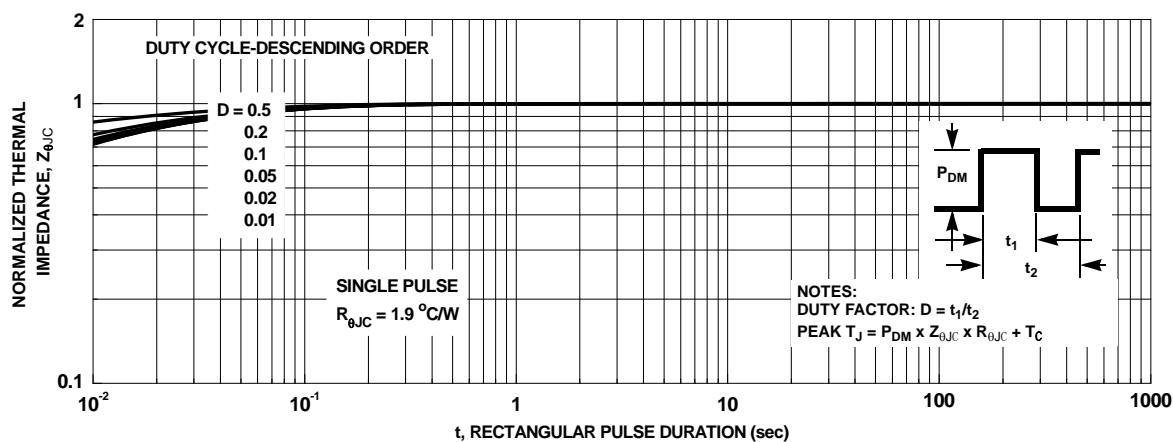 2
DUTY CYCLE-DESCENDING ORDER
1
D = 0.5
0.2
0.1
0.05
0.02
0.01
NORMALIZED THERMAL
IMPEDANCE, ZθJC
PDM
t1
t2
SINGLE PULSE
RθJC = 1.9 °C/W
NOTES:
DUTY FACTOR: D = t1/t2
PEAK TJ = PDM x ZθJC x RθJC + TC
0.1
10-2
10-1
1
10
100
1000
t, RECTANGULAR PULSE DURATION (sec)